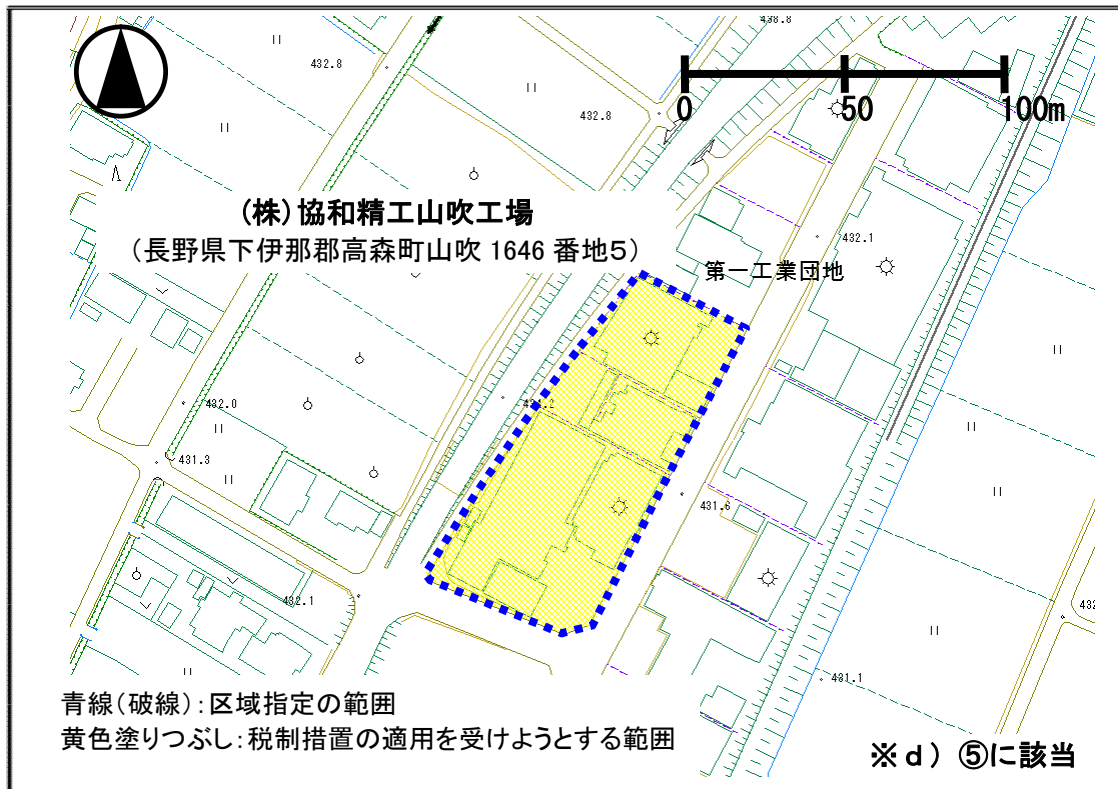 438.8
432.8
432.8
0 50 100m
(株)協和精工山吹工場
(長野県下伊那郡高森町山吹 1646 番地5)
432.1
第一工業団地
432.0
431.3
431.6
432.1
431.1
青線(破線):区域指定の範囲
黄色塗りつぶし:税制措置の適用を受けようとする範囲
※d) ⑤に該当